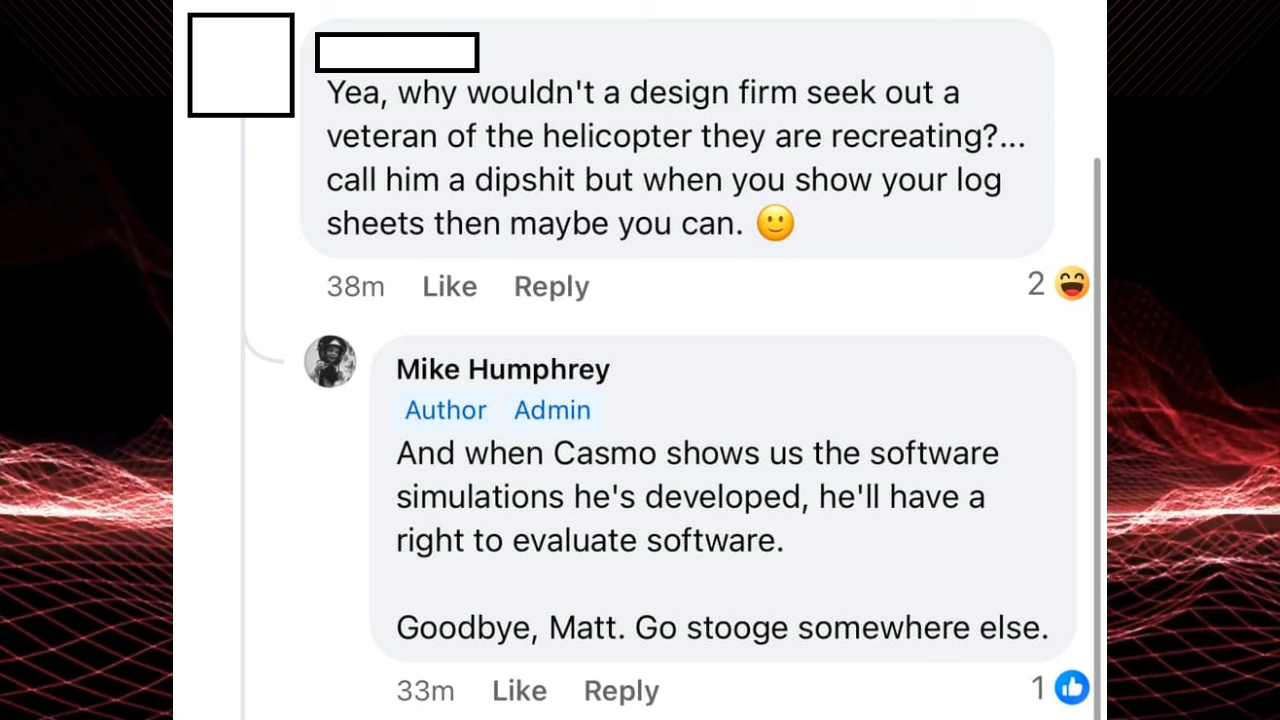 Yea, why wouldn't a design firm seek out a
veteran of the helicopter they are recreating?...
call him a dipshit but when you show your log
sheets then maybe you can. 🙂
38m Like Reply 2
Mike Humphrey
Author Admin
And when Casmo shows us the software
simulations he's developed, he'll have a
right to evaluate software.
Goodbye, Matt. Go stooge somewhere else.
33m Like Reply 1